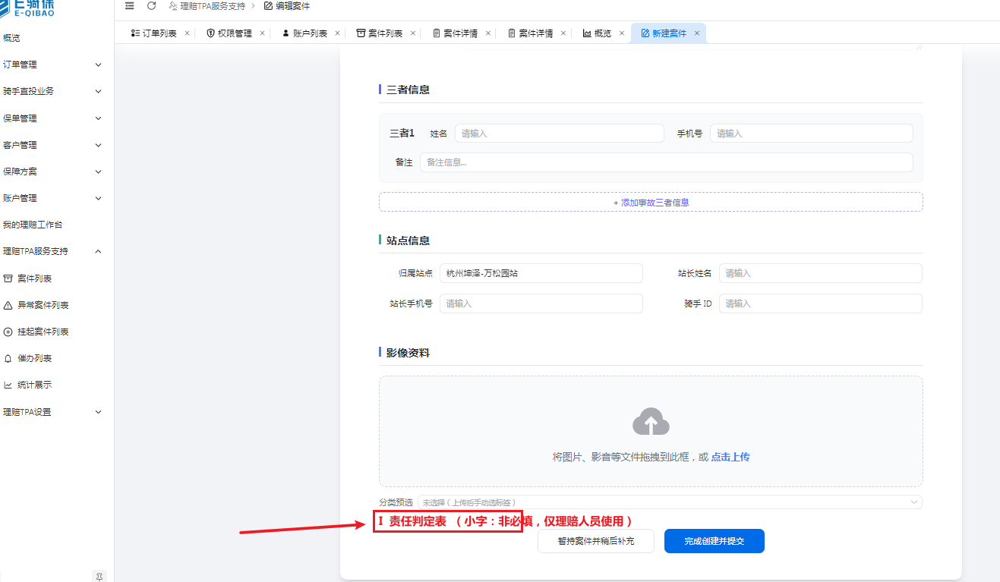 E骑保
E-QIBAO
理赔TPA服务支持 > 编辑案件
订单列表 × 权限管理 × 账户列表 × 案件列表 × 案件详情 × 案件详情 × 概览 × 新建案件 ×
概览
订单管理
骑手直投业务
保单管理
客户管理
保障方案
账户管理
我的理赔工作台
理赔TPA服务支持
案件列表
异常案件列表
挂起案件列表
催办列表
统计展示
理赔TPA设置
三者信息
三者1 姓名 请输入 手机号 请输入
备注 备注信息...
+ 添加事故三者信息
站点信息
归属站点 杭州坤泽-万松园站 站长姓名 请输入
站长手机号 请输入 骑手 ID 请输入
影像资料
将图片、影音等文件拖拽到此框，或 点击上传
分类预选 未选择（上传后手动选标签）
I 责任判定表 （小字：非必填，仅理赔人员使用）
暂持案件并稍后补充 完成创建并提交